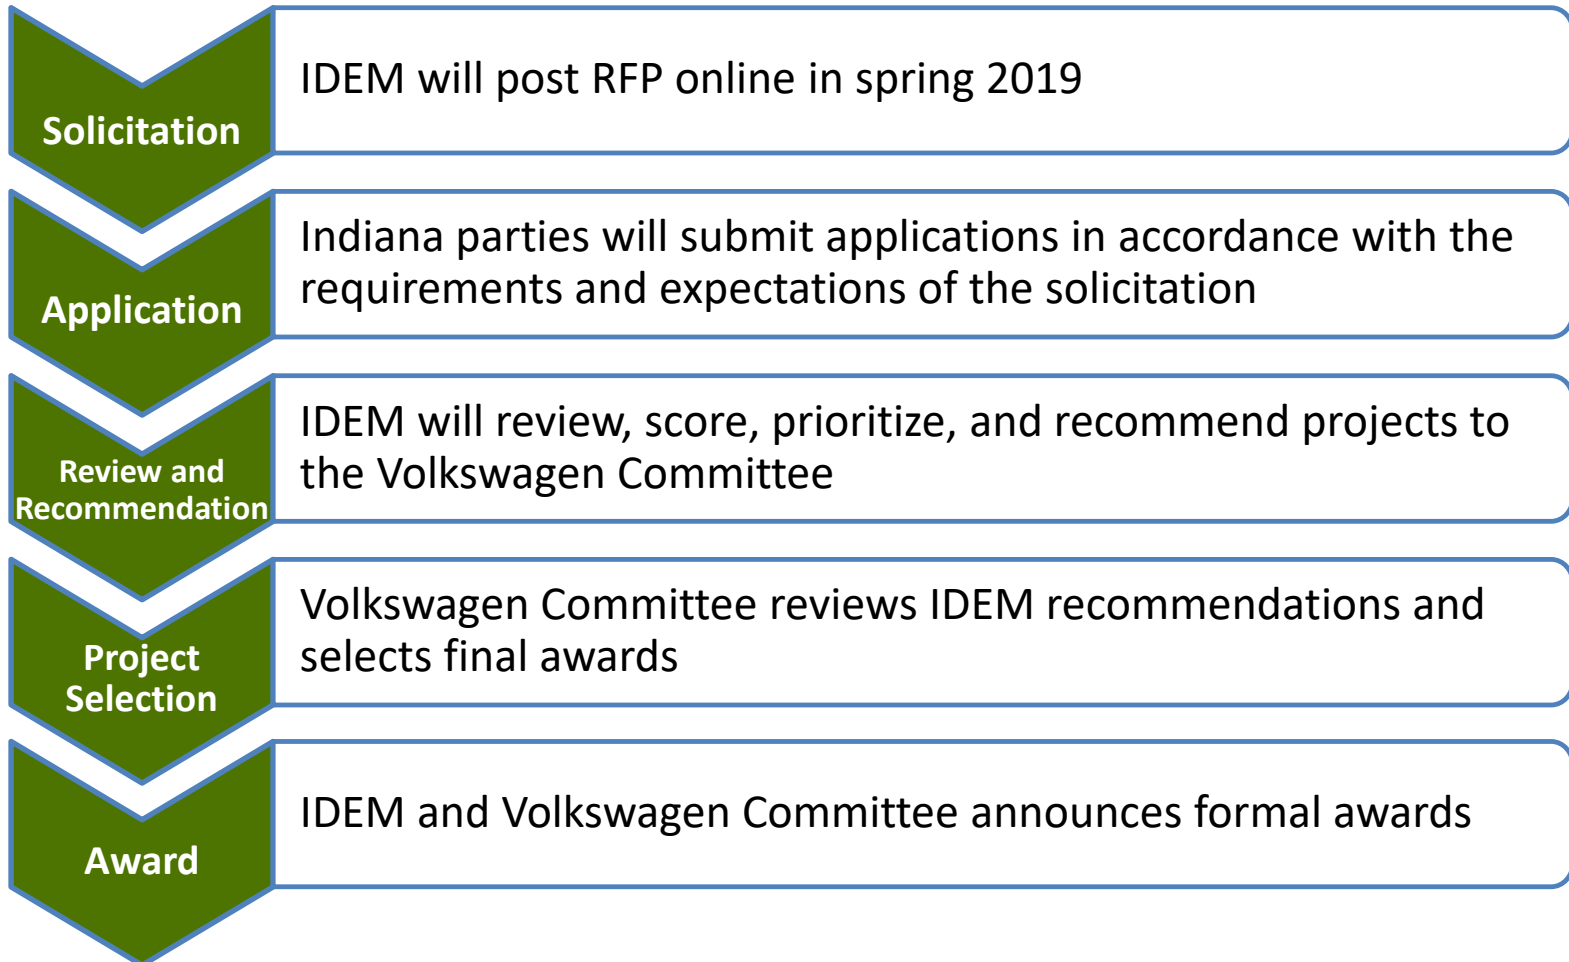 Solicitation
IDEM will post RFP online in spring 2019
Application
Indiana parties will submit applications in accordance with the
requirements and expectations of the solicitation
Review and
Recommendation
IDEM will review, score, prioritize, and recommend projects to
the Volkswagen Committee
Project
Selection
Volkswagen Committee reviews IDEM recommendations and
selects final awards
Award
IDEM and Volkswagen Committee announces formal awards